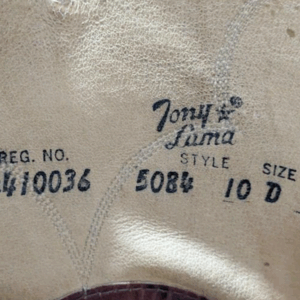 Tony
Lama ®
REG. NO. STYLE SIZE
410036 5084 10 D